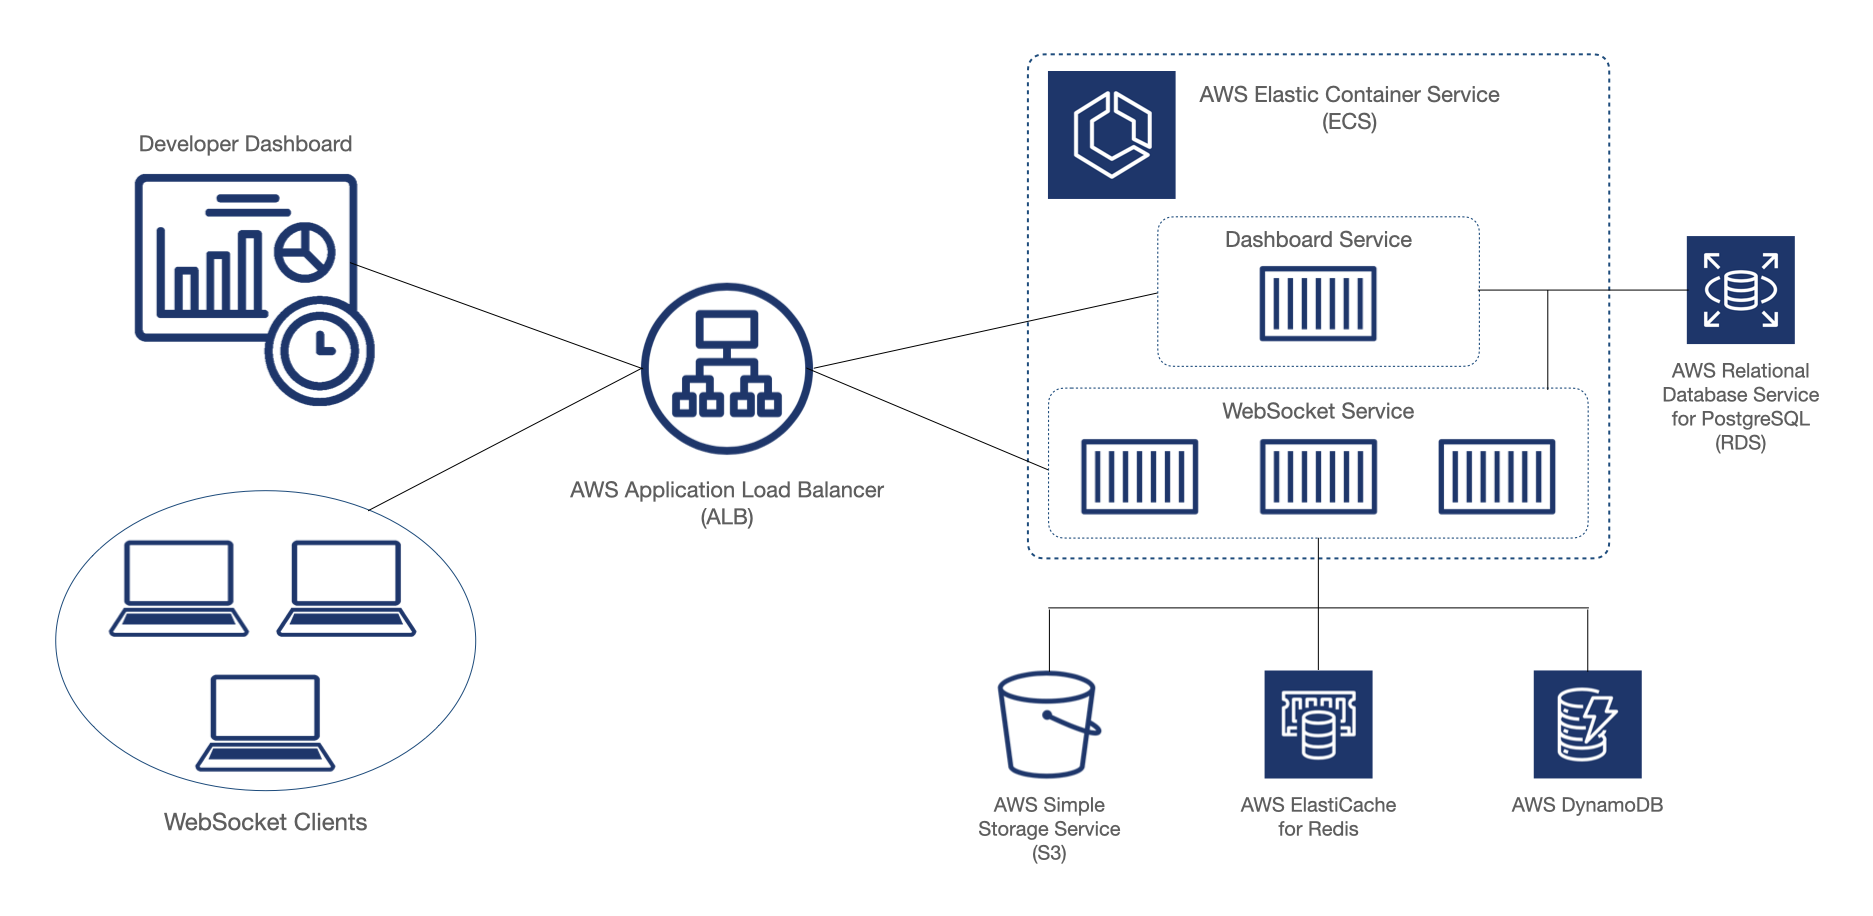 AWS Elastic Container Service
(ECS)
Developer Dashboard
Dashboard Service
AWS Relational
Database Service
for PostgreSQL
(RDS)
WebSocket Service
AWS Application Load Balancer
(ALB)
WebSocket Clients
AWS Simple
Storage Service
(S3)
AWS ElastiCache
for Redis
AWS DynamoDB